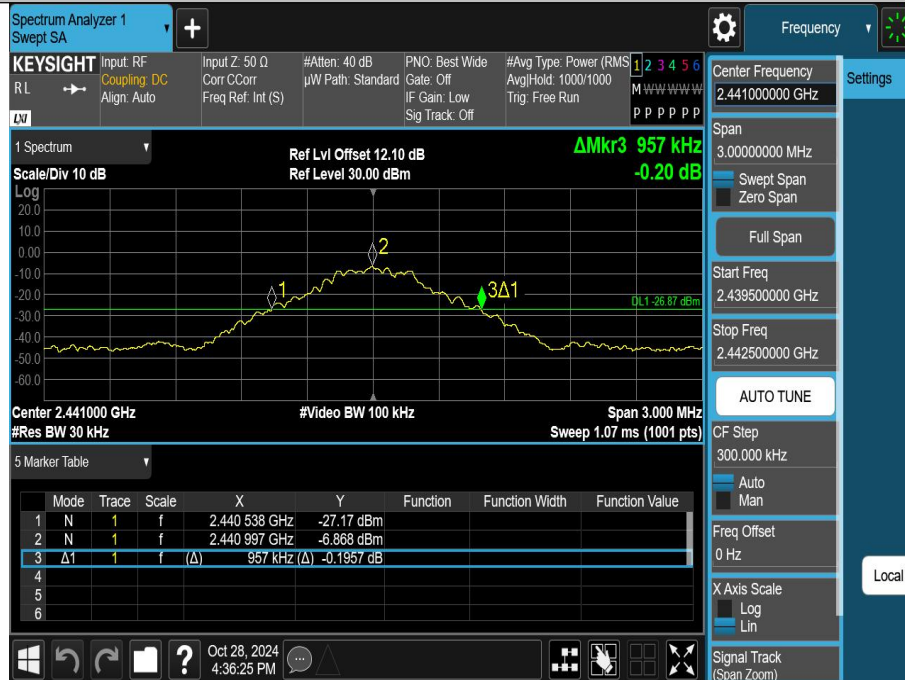 Spectrum Analyzer 1
Swept SA
+
Frequency
KEYSIGHT
RL
LXI
Input: RF
Coupling: DC
Align: Auto
Input Z: 50 Ω
Corr CCorr
Freq Ref: Int (S)
#Atten: 40 dB
µW Path: Standard
PNO: Best Wide
Gate: Off
IF Gain: Low
Sig Track: Off
#Avg Type: Power (RMS
Avg|Hold: 1000/1000
Trig: Free Run
1 2 3 4 5 6
M W W W W W
P P P P P P
1 Spectrum
Scale/Div 10 dB
Ref Lvl Offset 12.10 dB
Ref Level 30.00 dBm
ΔMkr3 957 kHz
-0.20 dB
Log
20.0
10.0
0.00
-10.0
-20.0
-30.0
-40.0
-50.0
-60.0
1
2
3Δ1
DL1 -26.87 dBm
Center 2.441000 GHz
#Video BW 100 kHz
Span 3.000 MHz
#Res BW 30 kHz
Sweep 1.07 ms (1001 pts)
5 Marker Table
Mode Trace Scale X Y Function Function Width Function Value
1 N 1 f 2.440 538 GHz -27.17 dBm
2 N 1 f 2.440 997 GHz -6.868 dBm
3 Δ1 1 f (Δ) 957 kHz (Δ) -0.1957 dB
4
5
6
?
Oct 28, 2024
4:36:25 PM
Center Frequency
2.441000000 GHz
Settings
Span
3.00000000 MHz
Swept Span
Zero Span
Full Span
Start Freq
2.439500000 GHz
Stop Freq
2.442500000 GHz
AUTO TUNE
CF Step
300.000 kHz
Auto
Man
Freq Offset
0 Hz
Local
X Axis Scale
Log
Lin
Signal Track
(Span Zoom)